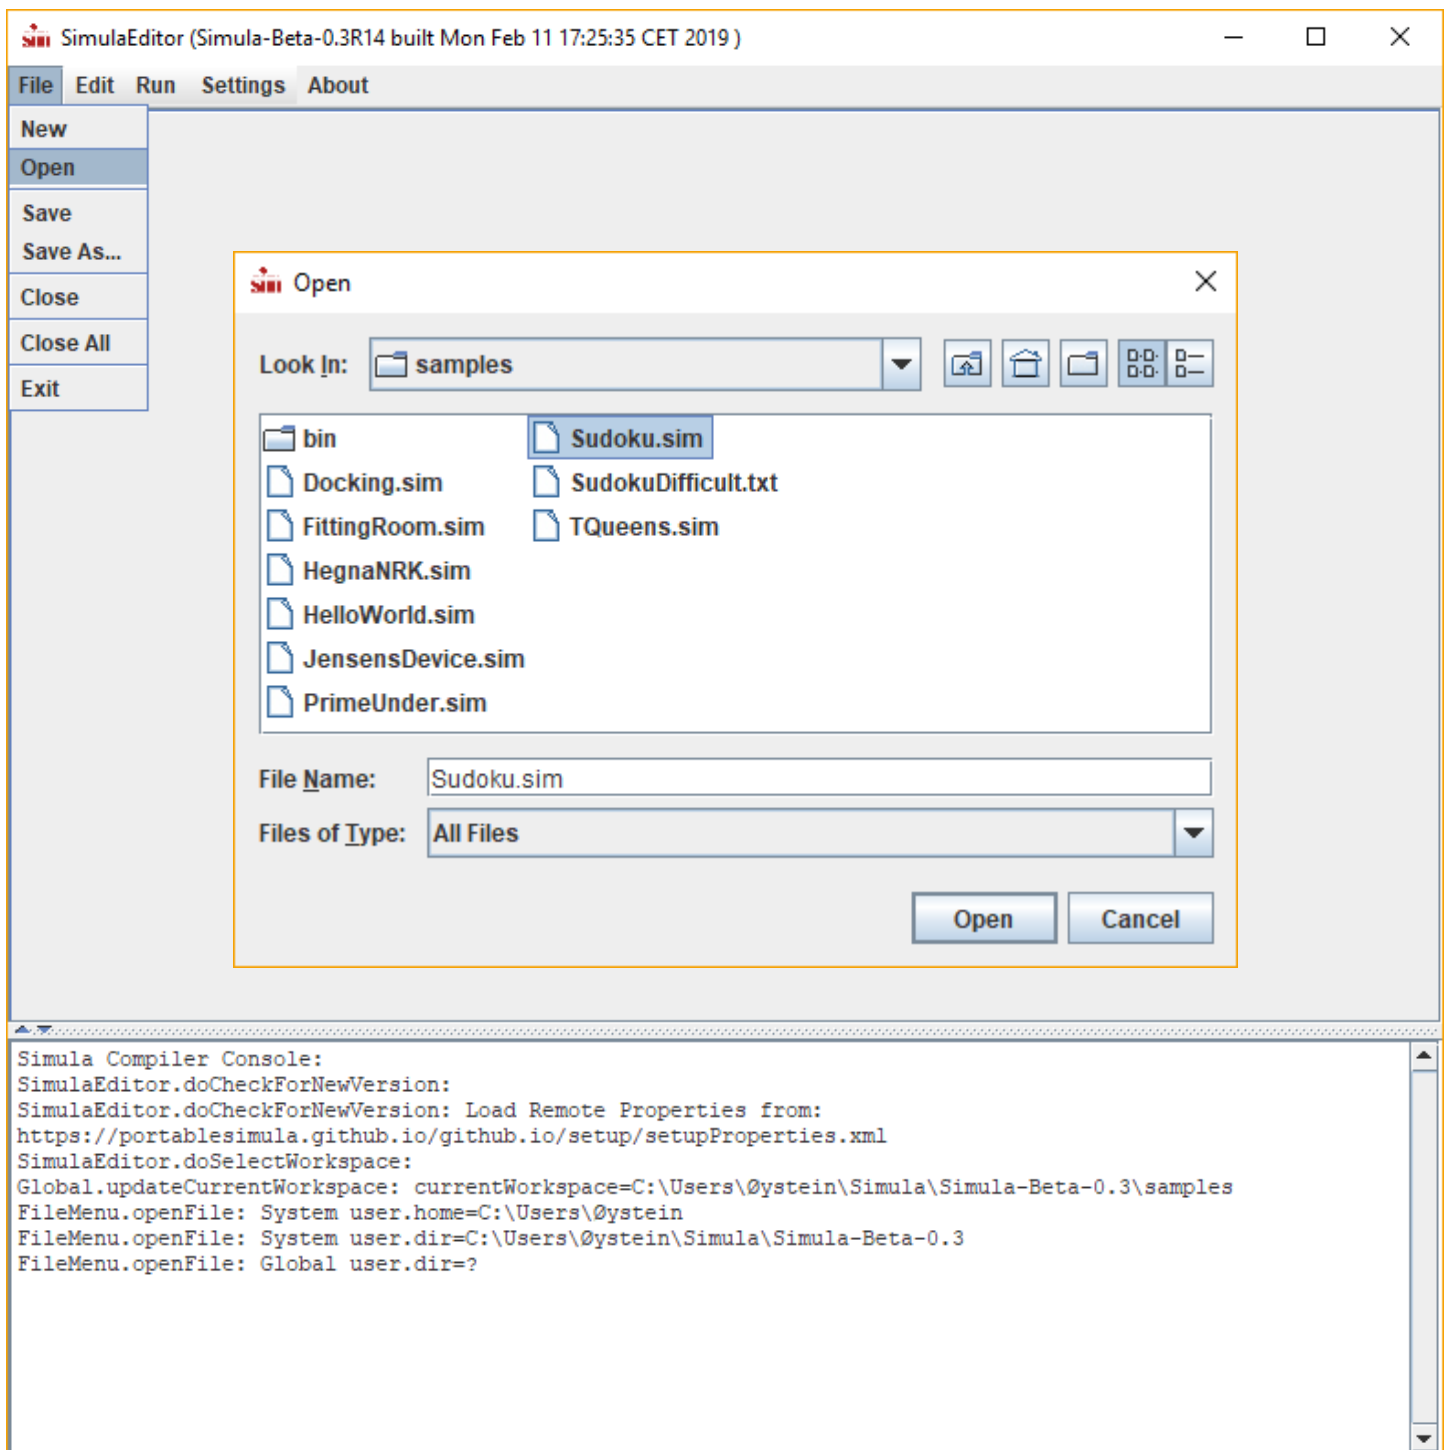 SimulaEditor (Simula-Beta-0.3R14 built Mon Feb 11 17:25:35 CET 2019 )
File Edit Run Settings About
New
Open
Save
Save As...
Close
Close All
Exit
sim Open
Look In: samples
bin Sudoku.sim
Docking.sim SudokuDifficult.txt
FittingRoom.sim TQueens.sim
HegnaNRK.sim
HelloWorld.sim
JensensDevice.sim
PrimeUnder.sim
File Name: Sudoku.sim
Files of Type: All Files
Open Cancel
Simula Compiler Console:
SimulaEditor.doCheckForNewVersion:
SimulaEditor.doCheckForNewVersion: Load Remote Properties from:
https://portablesimula.github.io/github.io/setup/setupProperties.xml
SimulaEditor.doSelectWorkspace:
Global.updateCurrentWorkspace: currentWorkspace=C:\Users\Øystein\Simula\Simula-Beta-0.3\samples
FileMenu.openFile: System user.home=C:\Users\Øystein
FileMenu.openFile: System user.dir=C:\Users\Øystein\Simula\Simula-Beta-0.3
FileMenu.openFile: Global user.dir=?